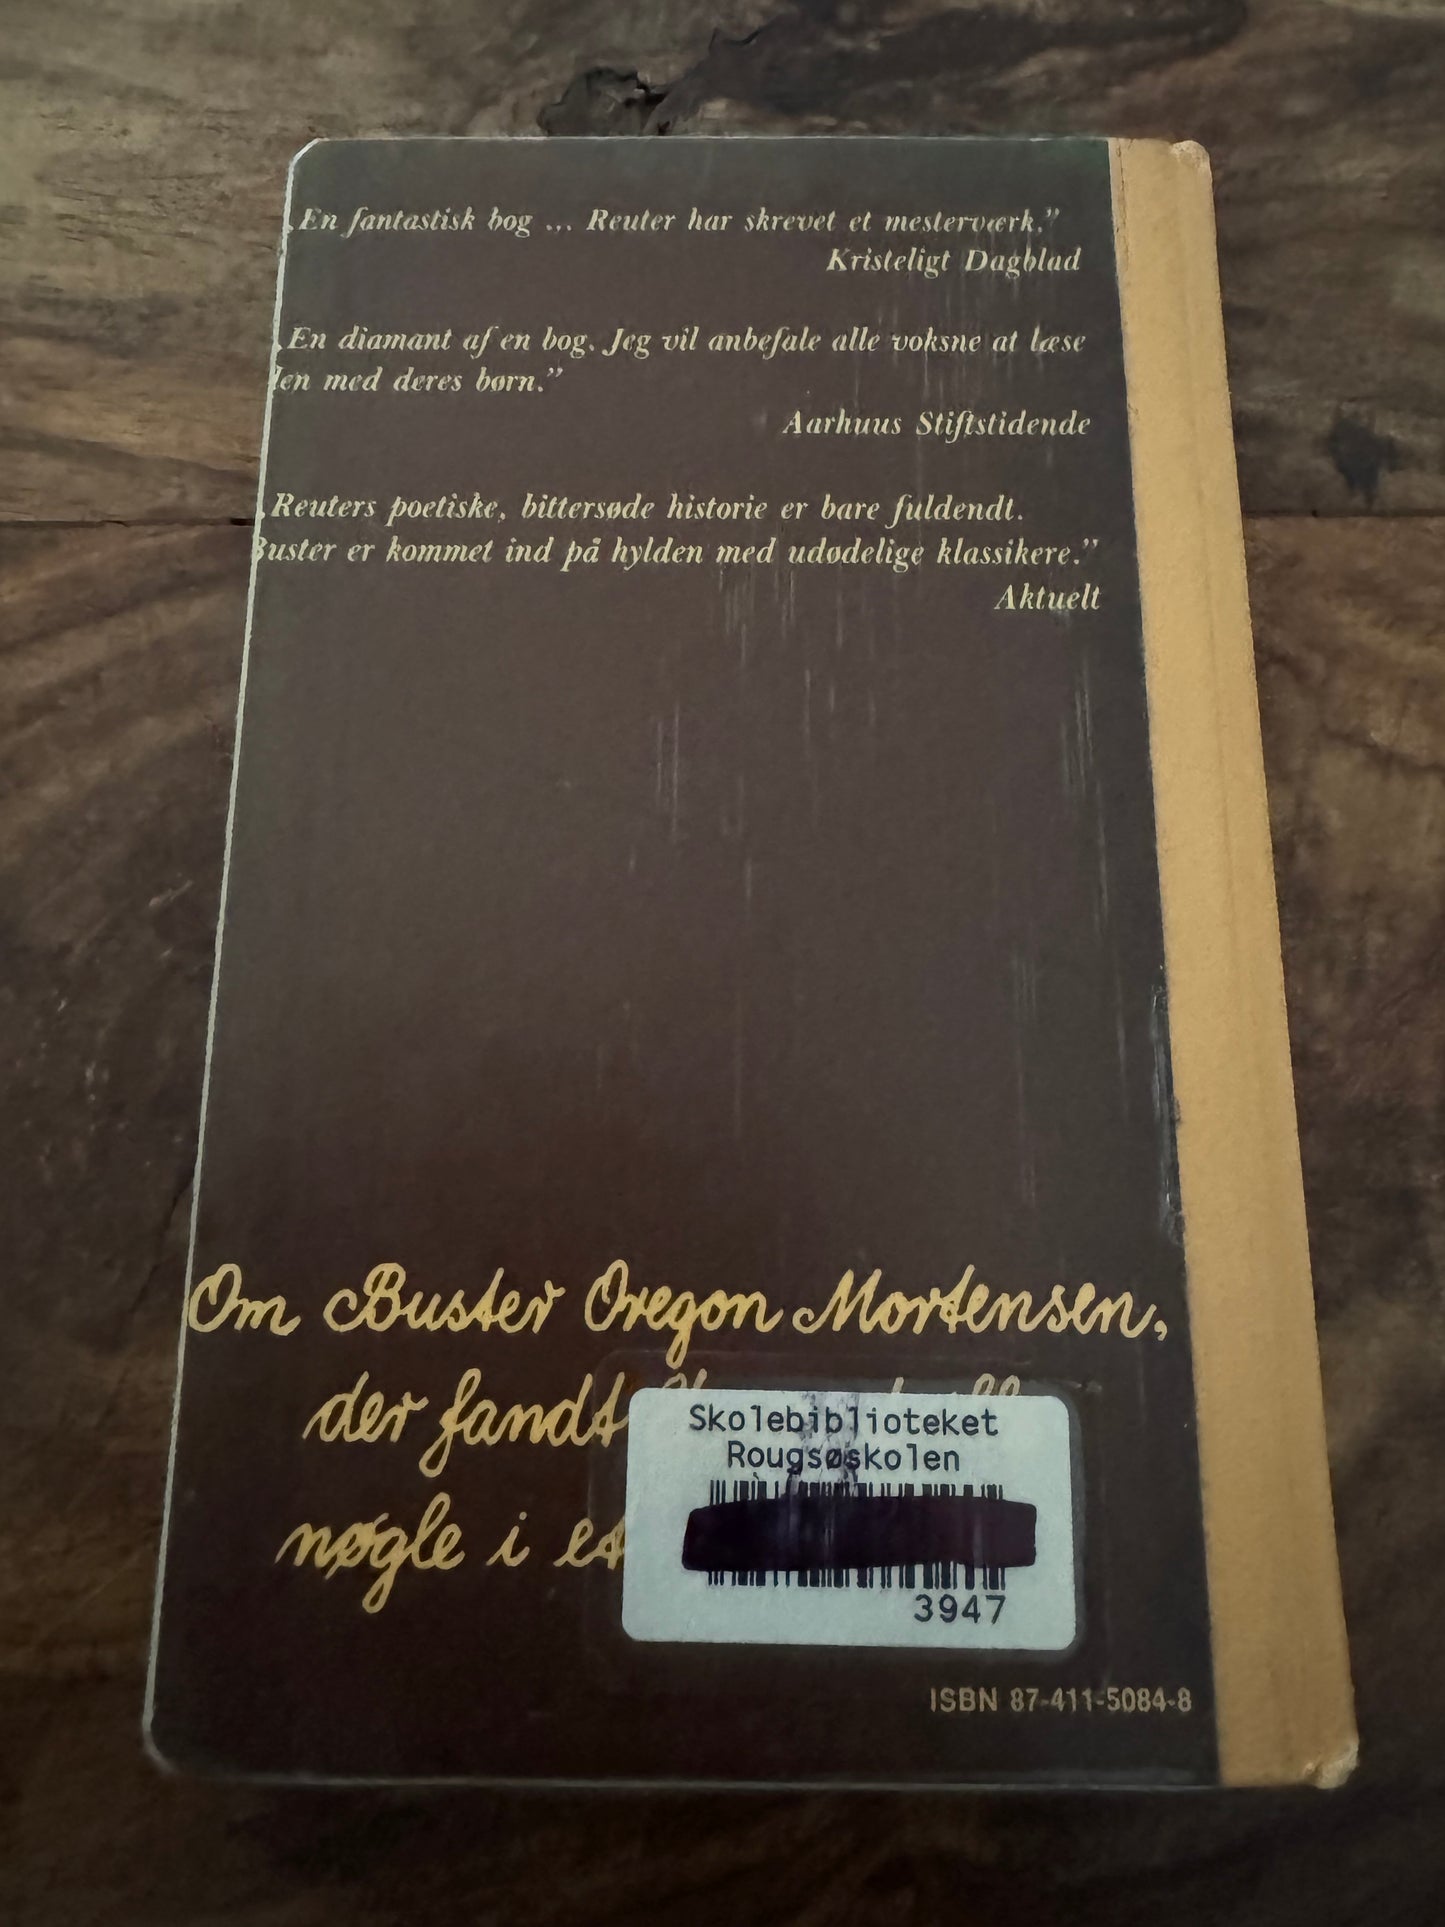 „En fantastisk bog ... Reuter har skrevet et mesterværk.”
Kristeligt Dagblad
„En diamant af en bog. Jeg vil anbefale alle voksne at læse
den med deres børn.”
Aarhuus Stiftstidende
„Reuters poetiske, bittersøde historie er bare fuldendt.
Buster er kommet ind på hylden med udødelige klassikere.”
Aktuelt
Om Buster Oregon Mortensen,
der fandt
nøgle i et
Skolebiblioteket
Rougsøskolen
3947
ISBN 87-411-5084-8